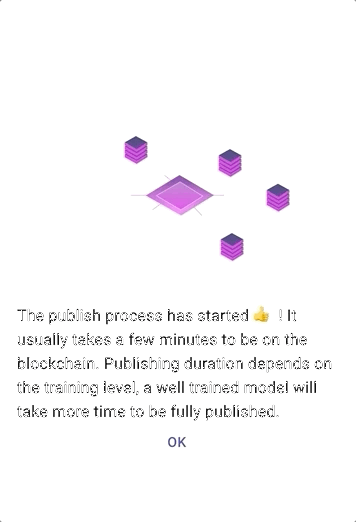 The publish process has started 👍 ! It
usually takes a few minutes to be on the
blockchain. Publishing duration depends on
the training level, a well trained model will
take more time to be fully published.
OK